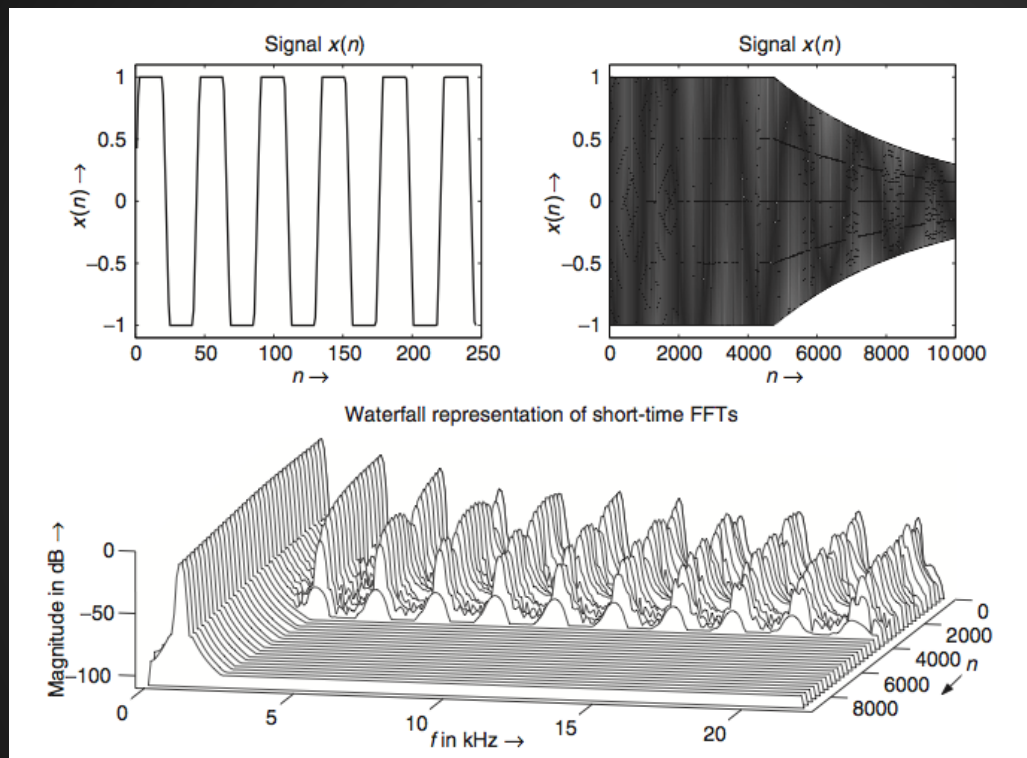 Signal x(n)
1
0.5
0
−0.5
−1
x(n) →
0 50 100 150 200 250
n →
Signal x(n)
1
0.5
0
−0.5
−1
x(n) →
0 2000 4000 6000 8000 10000
n →
Waterfall representation of short-time FFTs
Magnitude in dB →
0
−50
−100
0 5 10 15 20
f in kHz →
0
2000
4000
6000
8000
n